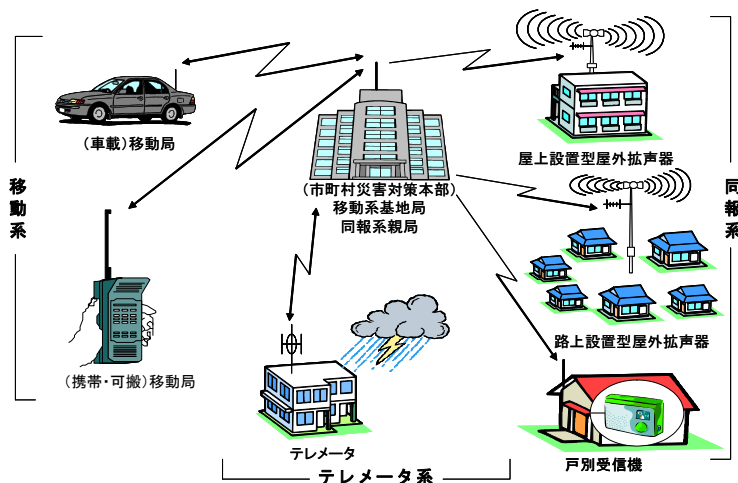 (車載)移動局
移動系
(携帯・可搬)移動局
(市町村災害対策本部)
移動系基地局
同報系親局
テレメータ
テレメータ系
屋上設置型屋外拡声器
路上設置型屋外拡声器
戸別受信機
同報系